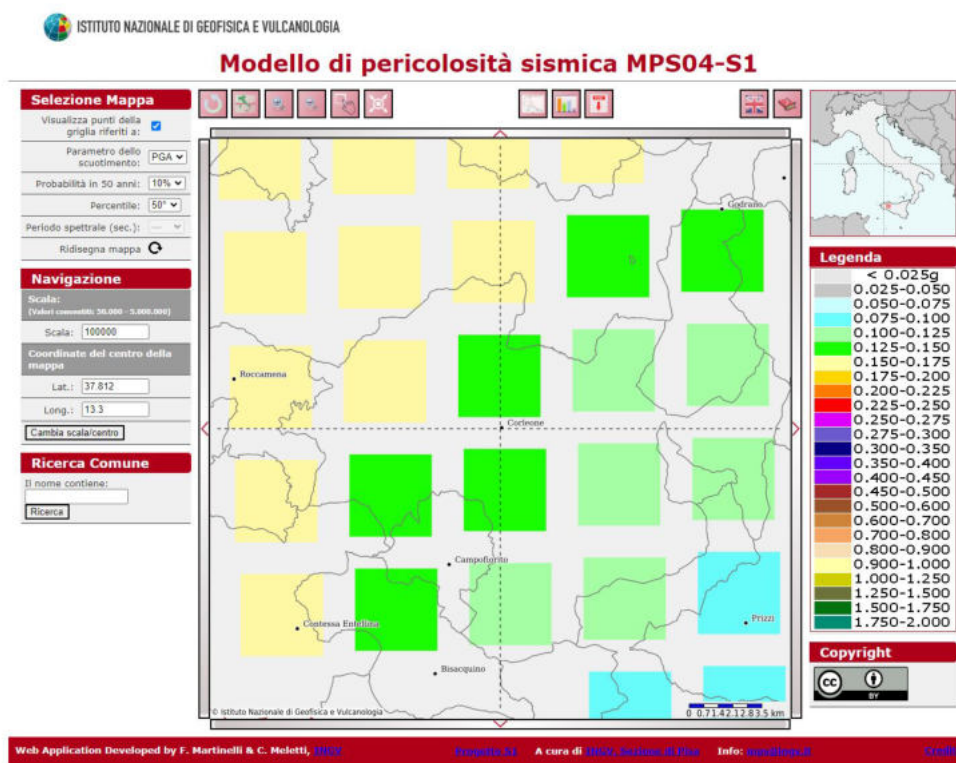 ISTITUTO NAZIONALE DI GEOFISICA E VULCANOLOGIA
Modello di pericolosità sismica MPS04-S1
Selezione Mappa
Visualizza punti della
griglia riferiti a:
Parametro dello
scuotimento: PGA
Probabilità in 50 anni: 10%
Percentile: 50°
Periodo spettrale (sec.): ---
Ridisegna mappa
Navigazione
Scala:
(Valori consentiti: 50.000 - 5.000.000)
Scala: 100000
Coordinate del centro della
mappa
Lat.: 37.812
Long.: 13.3
Cambia scala/centro
Ricerca Comune
Il nome contiene:
Ricerca
Godrano
Roccamena
Corleone
Campofiorito
Contessa Entellina
Prizzi
Bisacquino
© Istituto Nazionale di Geofisica e Vulcanologia
0 0.71.42.12.83.5 km
Legenda
< 0.025g
0.025-0.050
0.050-0.075
0.075-0.100
0.100-0.125
0.125-0.150
0.150-0.175
0.175-0.200
0.200-0.225
0.225-0.250
0.250-0.275
0.275-0.300
0.300-0.350
0.350-0.400
0.400-0.450
0.450-0.500
0.500-0.600
0.600-0.700
0.700-0.800
0.800-0.900
0.900-1.000
1.000-1.250
1.250-1.500
1.500-1.750
1.750-2.000
Copyright
cc
BY
Web Application Developed by F. Martinelli & C. Meletti, INGV Progetto S1 A cura di INGV, Sezione di Pisa Info: Credits